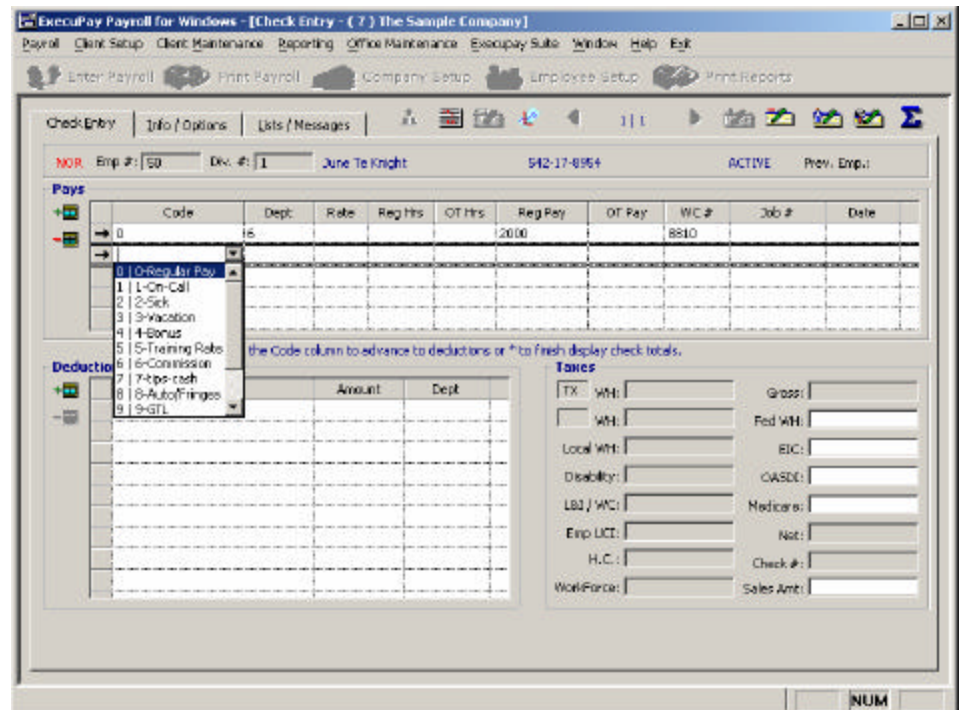 ExecuPay Payroll for Windows - [Check Entry - ( 7 ) The Sample Company]
Payroll Client Setup Client Maintenance Reporting Office Maintenance Execupay Suite Window Help Exit
Enter Payroll Print Payroll Company Setup Employee Setup Print Reports
Check Entry Info / Options Lists / Messages 1 | 1
NOR Emp #: 50 Div. #: 1 June Te Knight 542-17-8954 ACTIVE Prev. Emp.:
Pays
Code Dept Rate Reg Hrs OT Hrs Reg Pay OT Pay WC # Job # Date
0 6 2000 8810
0 | 0-Regular Pay
1 | 1-On-Call
2 | 2-Sick
3 | 3-Vacation
4 | 4-Bonus
5 | 5-Training Rate
6 | 6-Commission
7 | 7-tips-cash
8 | 8-Auto/Fringes
9 | 9-GTL
the Code column to advance to deductions or * to finish display check totals.
Deductio
Amount Dept
Taxes
TX WH: Gross:
WH: Fed WH:
Local WH: EIC:
Disability: OASDI:
L&I / WC: Medicare:
Emp UCI: Net:
H.C.: Check #:
WorkForce: Sales Amt:
NUM